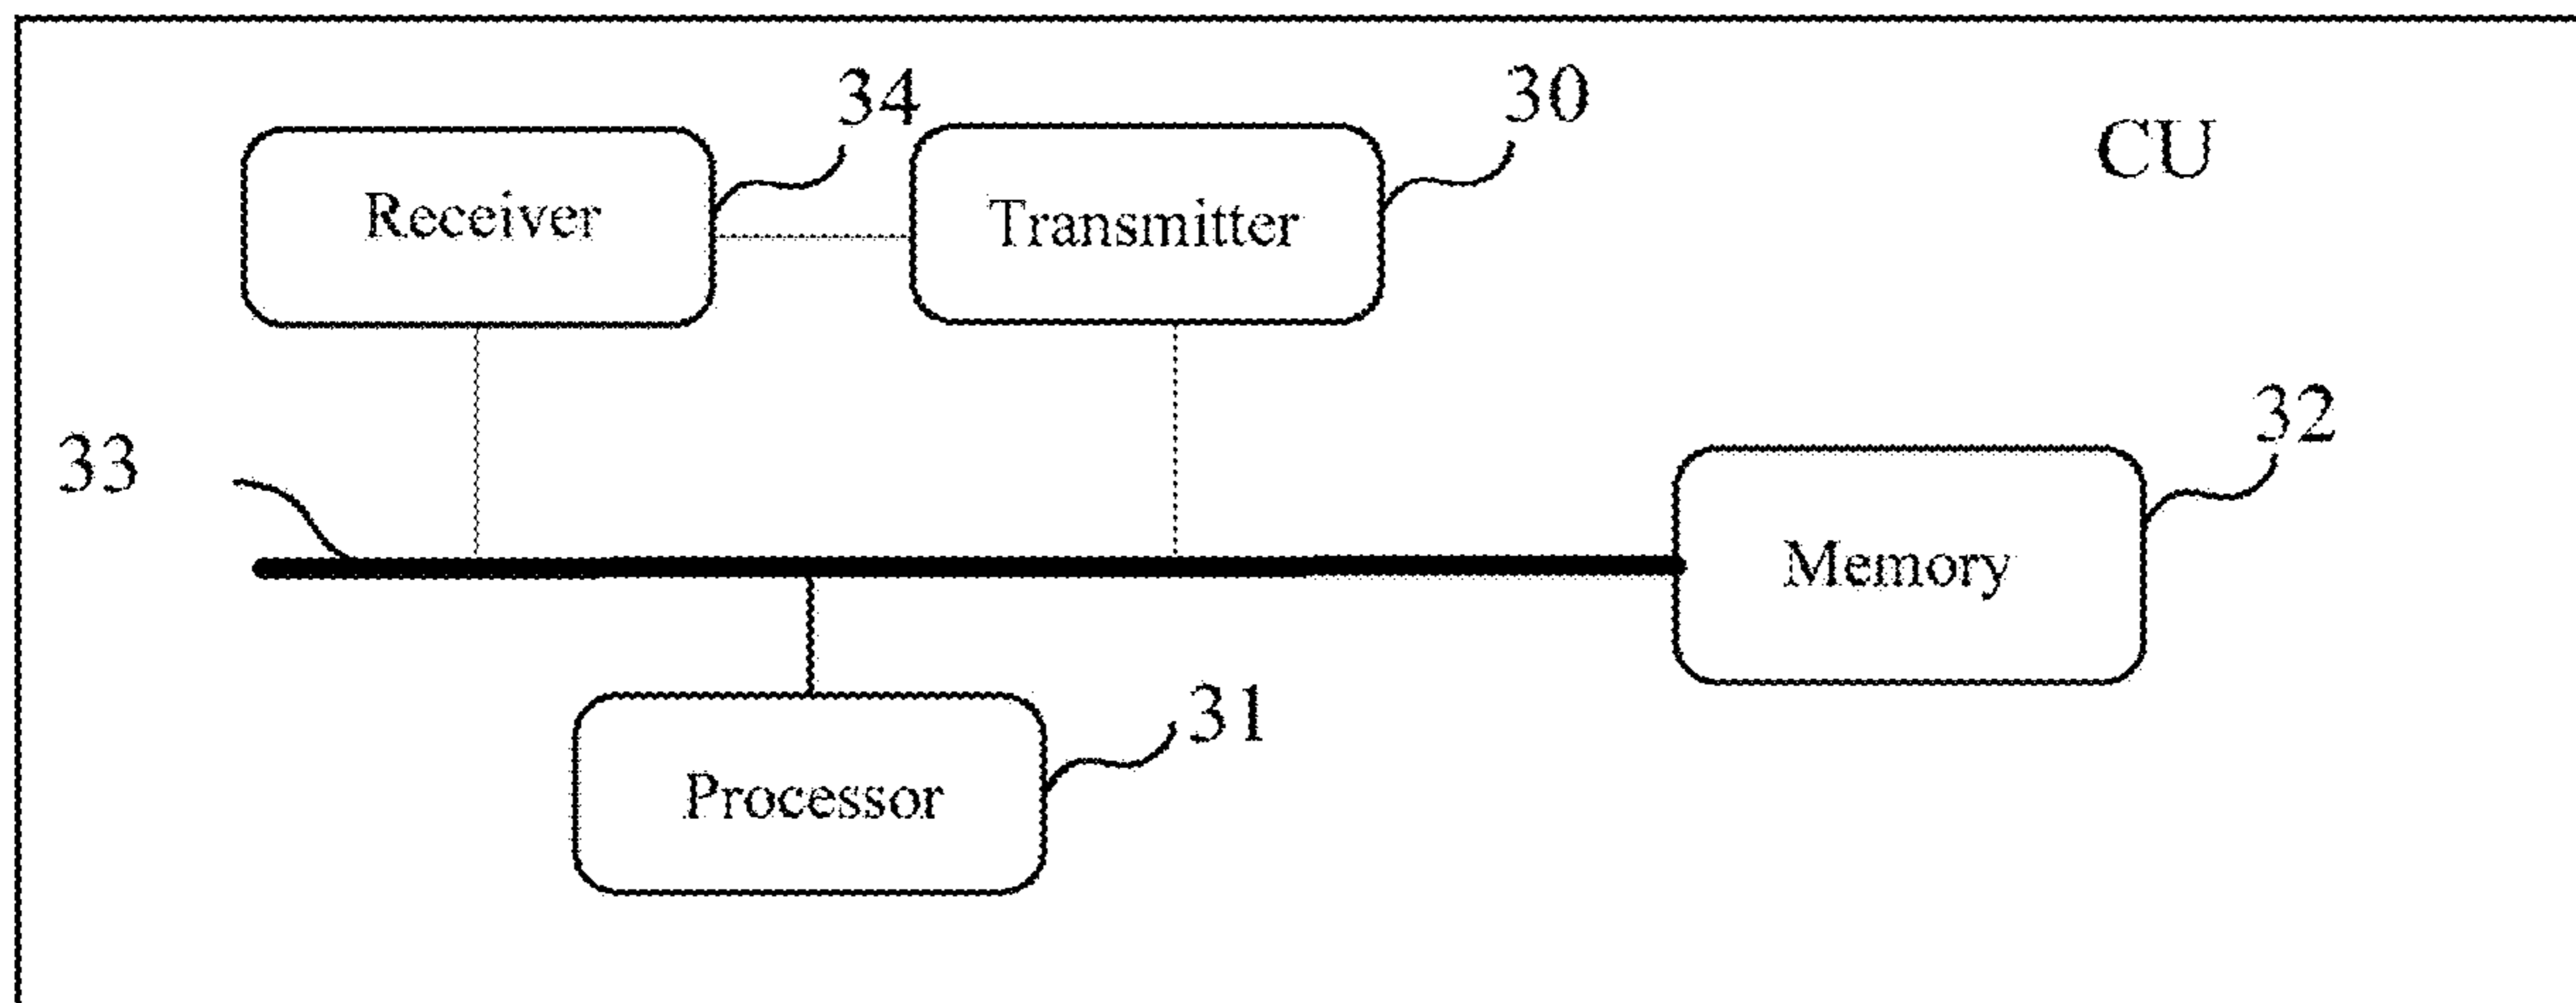 34
30
CU
Receiver
Transmitter
33
32
Memory
31
Processor